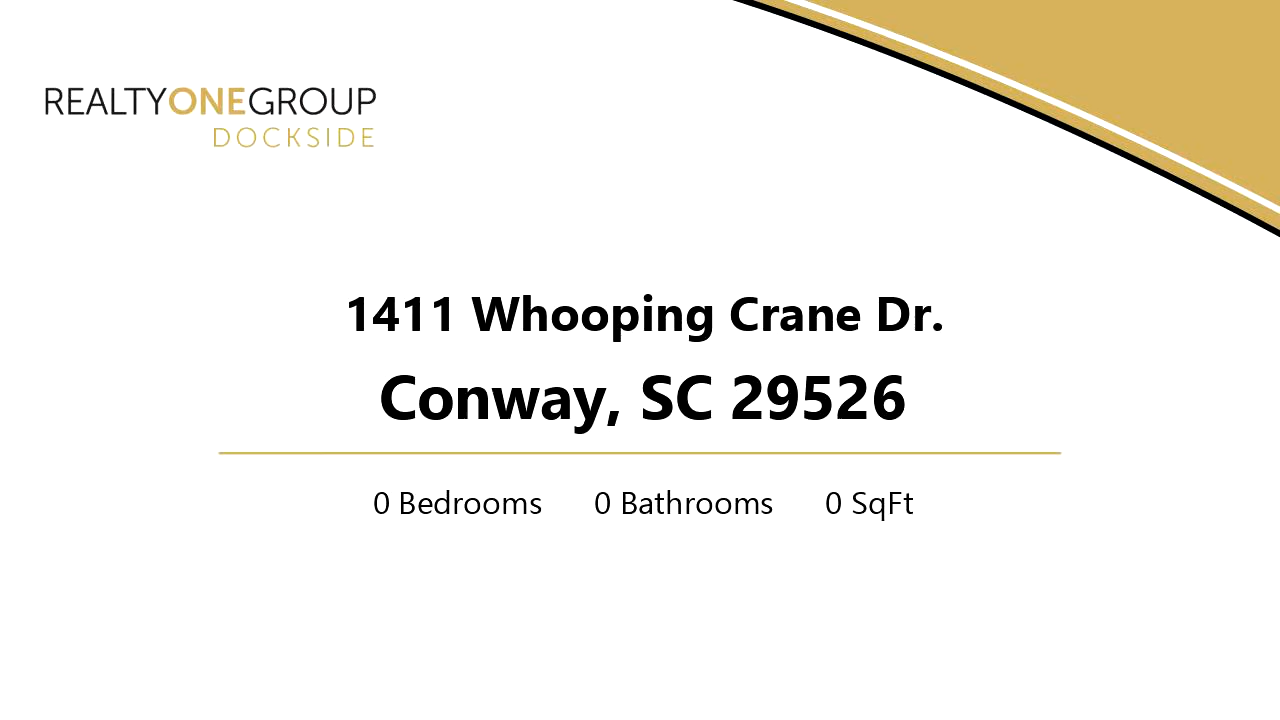 REALTYONEGROUP
DOCKSIDE
1411 Whooping Crane Dr.
Conway, SC 29526
0 Bedrooms 0 Bathrooms 0 SqFt